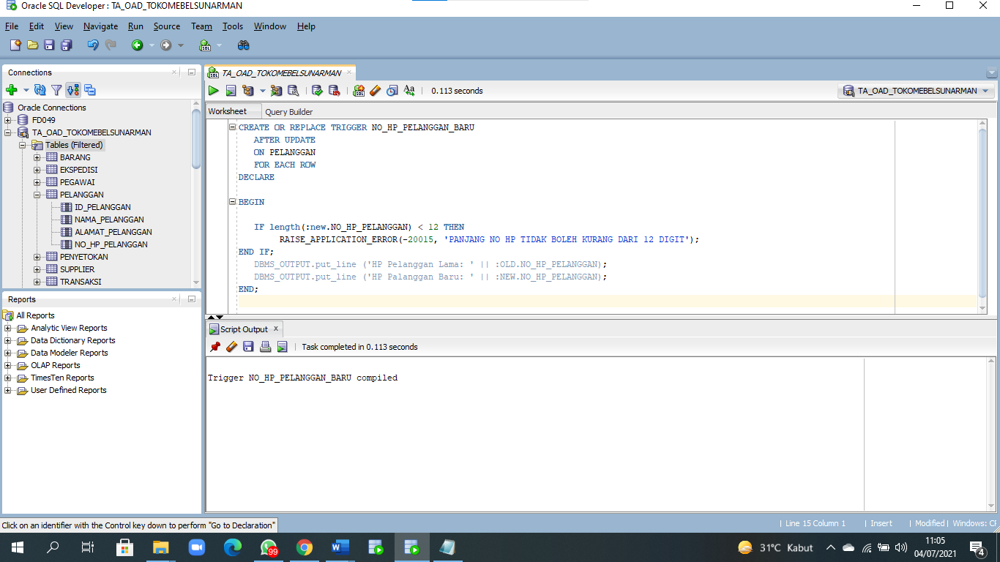 Oracle SQL Developer : TA_OAD_TOKOMEBELSUNARMAN
File Edit View Navigate Run Source Team Tools Window Help
Connections
Oracle Connections
FD049
TA_OAD_TOKOMEBELSUNARMAN
Tables (Filtered)
BARANG
EKSPEDISI
PEGAWAI
PELANGGAN
ID_PELANGGAN
NAMA_PELANGGAN
ALAMAT_PELANGGAN
NO_HP_PELANGGAN
PENYETOKAN
SUPPLIER
TRANSAKSI
Reports
All Reports
Analytic View Reports
Data Dictionary Reports
Data Modeler Reports
OLAP Reports
TimesTen Reports
User Defined Reports
TA_OAD_TOKOMEBELSUNARMAN
0.113 seconds
TA_OAD_TOKOMEBELSUNARMAN
Worksheet Query Builder
CREATE OR REPLACE TRIGGER NO_HP_PELANGGAN_BARU
AFTER UPDATE
ON PELANGGAN
FOR EACH ROW
DECLARE
BEGIN
IF length(:new.NO_HP_PELANGGAN) < 12 THEN
RAISE_APPLICATION_ERROR(-20015, 'PANJANG NO HP TIDAK BOLEH KURANG DARI 12 DIGIT');
END IF;
DBMS_OUTPUT.put_line ('HP Pelanggan Lama: ' || :OLD.NO_HP_PELANGGAN);
DBMS_OUTPUT.put_line ('HP Palanggan Baru: ' || :NEW.NO_HP_PELANGGAN);
END;
Script Output
Task completed in 0.113 seconds
Trigger NO_HP_PELANGGAN_BARU compiled
Click on an identifier with the Control key down to perform "Go to Declaration"
Line 15 Column 1 | Insert | Modified | Windows: CF
99
31°C Kabut
11:05
04/07/2021
4